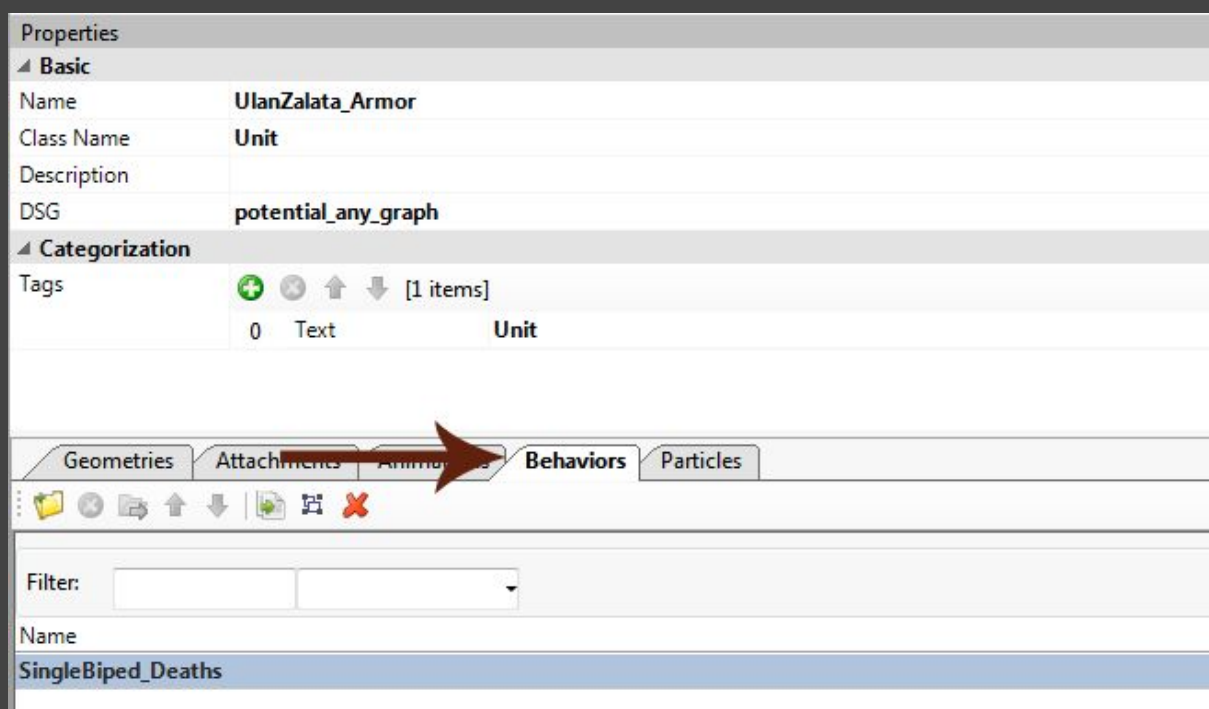 Properties
Basic
Name UlanZalata_Armor
Class Name Unit
Description
DSG potential_any_graph
Categorization
Tags [1 items]
0 Text Unit
Geometries Attachments Behaviors Particles
Filter:
Name
SingleBiped_Deaths